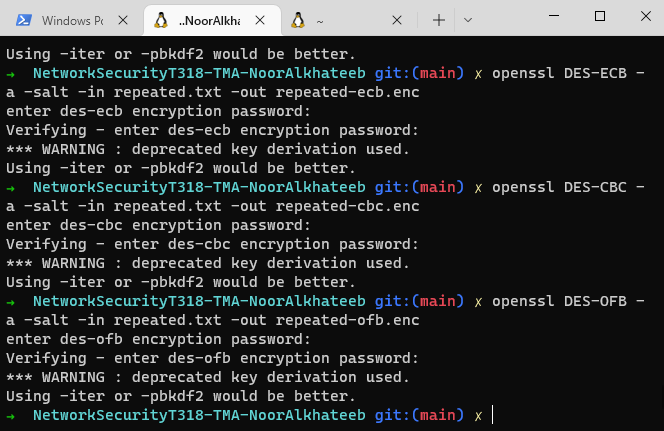 Windows Po
..NoorAlkha
~
Using -iter or -pbkdf2 would be better.
➜ NetworkSecurityT318-TMA-NoorAlkhateeb git:(main) ✗ openssl DES-ECB -
a -salt -in repeated.txt -out repeated-ecb.enc
enter des-ecb encryption password:
Verifying - enter des-ecb encryption password:
*** WARNING : deprecated key derivation used.
Using -iter or -pbkdf2 would be better.
➜ NetworkSecurityT318-TMA-NoorAlkhateeb git:(main) ✗ openssl DES-CBC -
a -salt -in repeated.txt -out repeated-cbc.enc
enter des-cbc encryption password:
Verifying - enter des-cbc encryption password:
*** WARNING : deprecated key derivation used.
Using -iter or -pbkdf2 would be better.
➜ NetworkSecurityT318-TMA-NoorAlkhateeb git:(main) ✗ openssl DES-OFB -
a -salt -in repeated.txt -out repeated-ofb.enc
enter des-ofb encryption password:
Verifying - enter des-ofb encryption password:
*** WARNING : deprecated key derivation used.
Using -iter or -pbkdf2 would be better.
➜ NetworkSecurityT318-TMA-NoorAlkhateeb git:(main) ✗